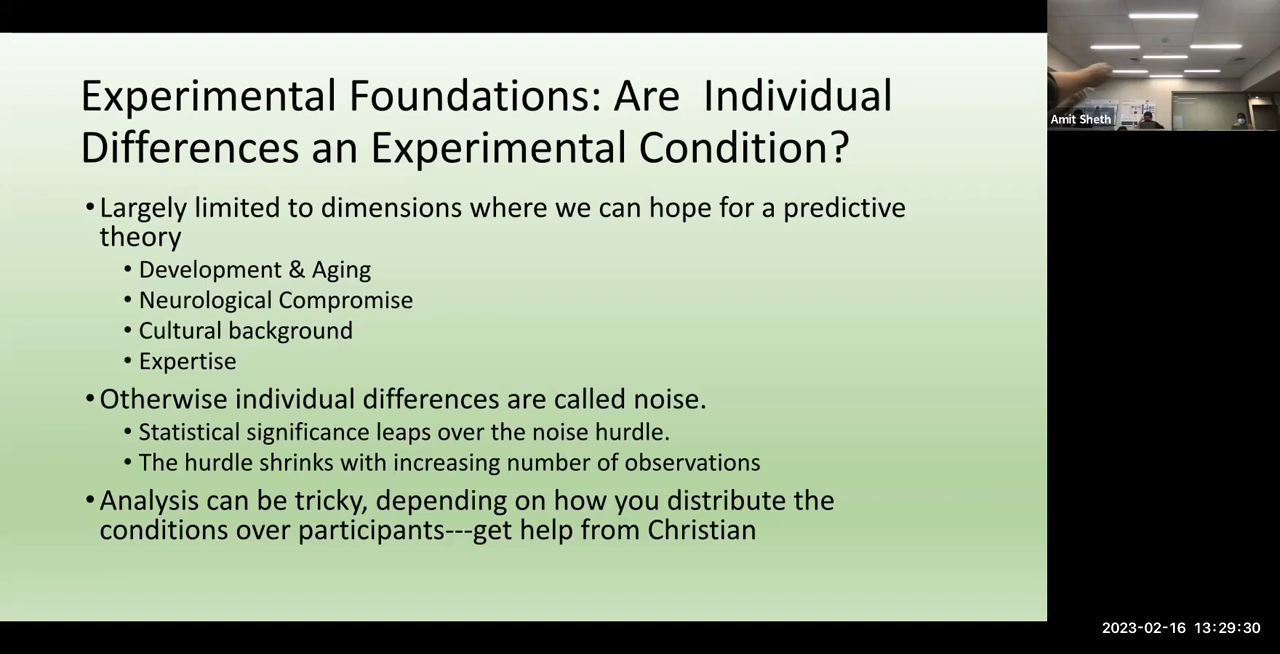 Experimental Foundations: Are  Individual
Differences an Experimental Condition?
•Largely limited to dimensions where we can hope for a predictive
theory
• Development & Aging
• Neurological Compromise
• Cultural background
• Expertise
•Otherwise individual differences are called noise.
• Statistical significance leaps over the noise hurdle.
• The hurdle shrinks with increasing number of observations
•Analysis can be tricky, depending on how you distribute the
conditions over participants---get help from Christian
Amit Sheth
2023-02-16 13:29:30